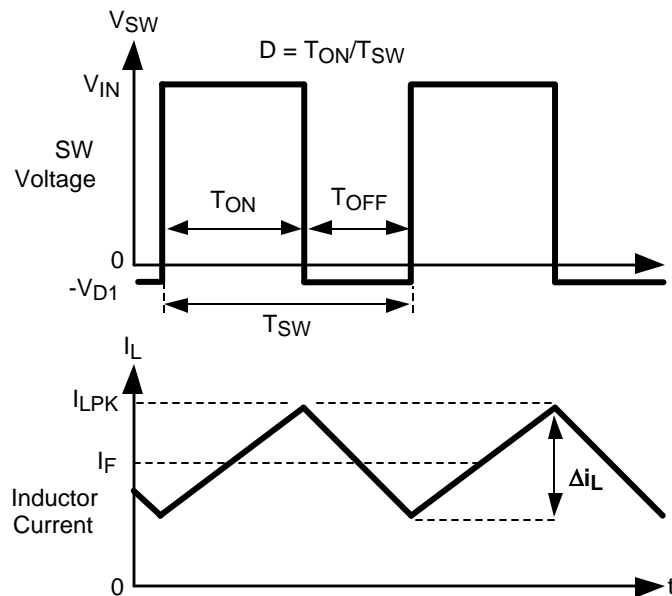 VSW
D = TON/TSW
VIN
SW
Voltage
TON
TOFF
0
-VD1
TSW
IL
ILPK
IF
ΔiL
Inductor
Current
0
t